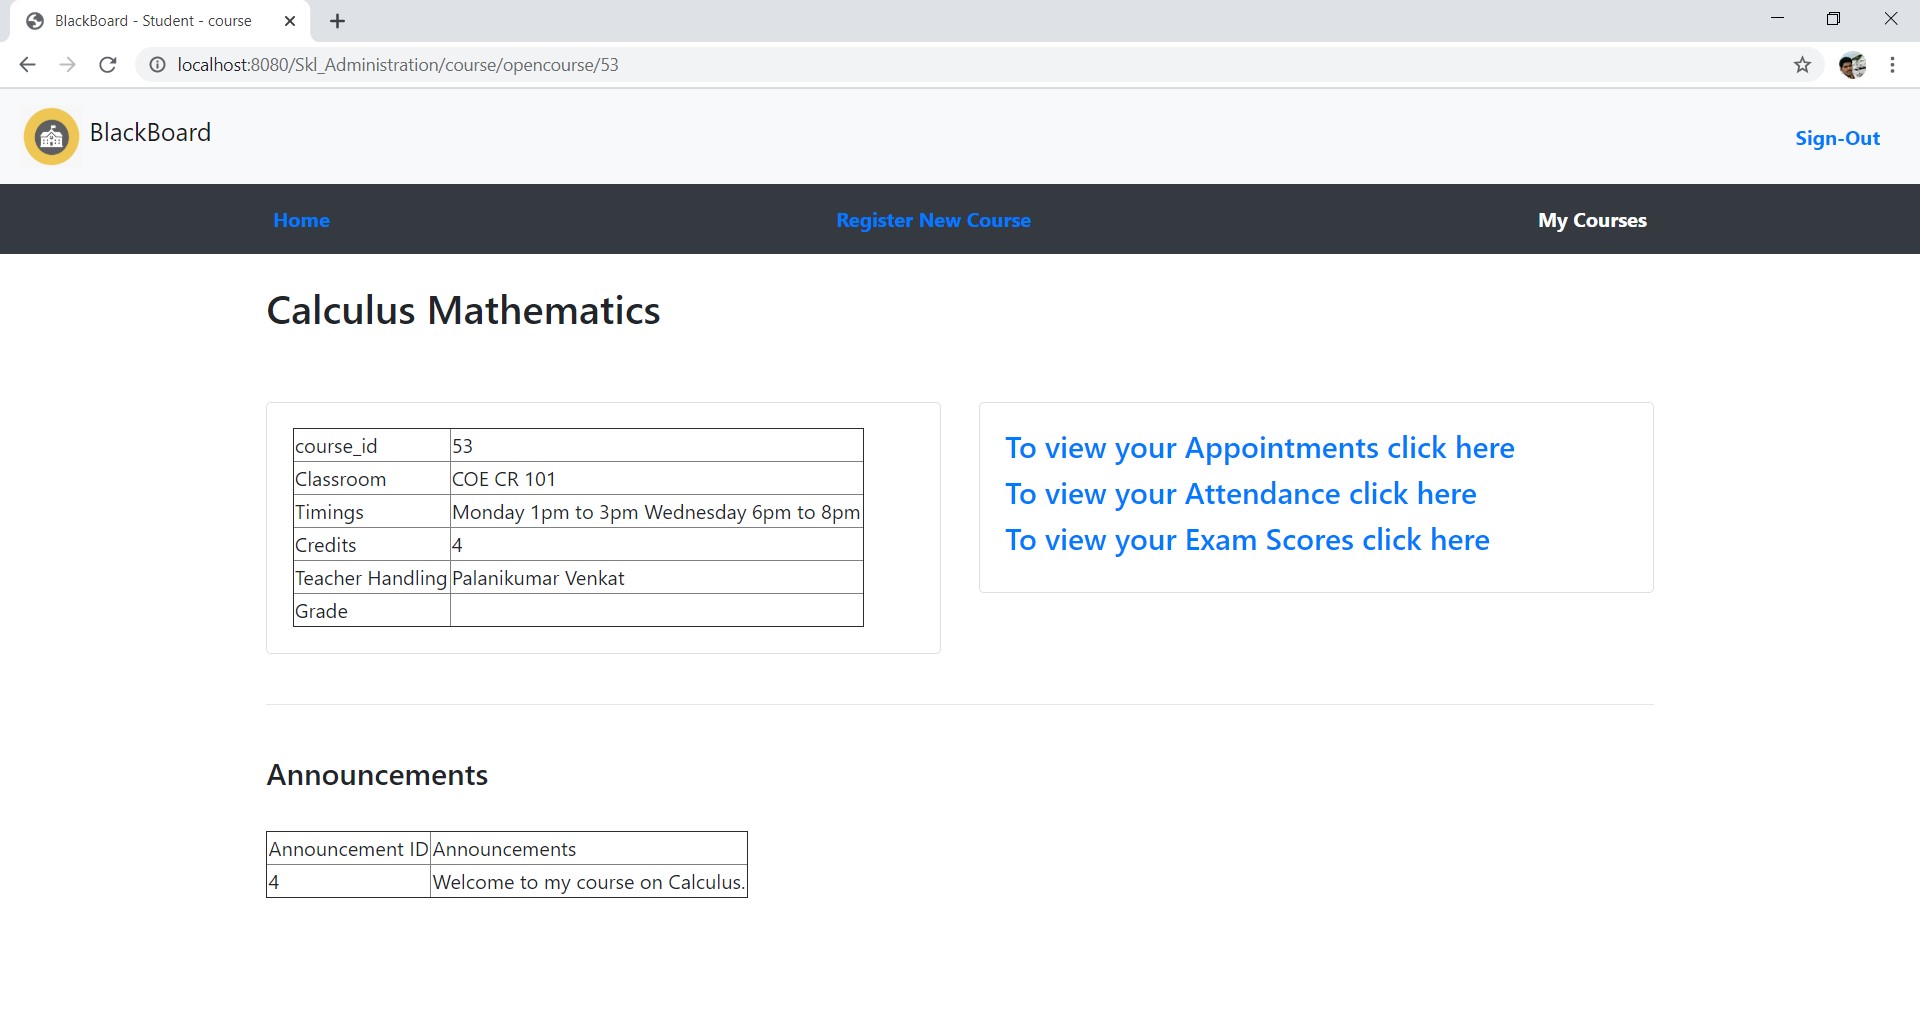 BlackBoard - Student - course
localhost:8080/Skl_Administration/course/opencourse/53
BlackBoard
Sign-Out
Home Register New Course My Courses
Calculus Mathematics
course_id 53
Classroom COE CR 101
Timings Monday 1pm to 3pm Wednesday 6pm to 8pm
Credits 4
Teacher Handling Palanikumar Venkat
Grade
To view your Appointments click here
To view your Attendance click here
To view your Exam Scores click here
Announcements
Announcement ID Announcements
4 Welcome to my course on Calculus.